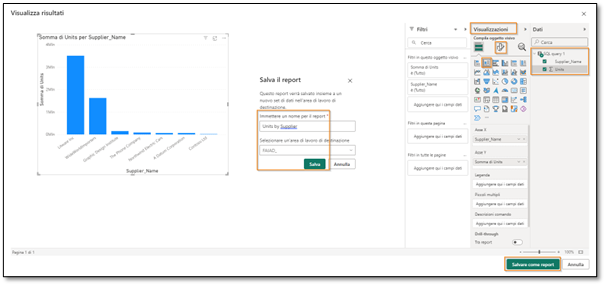 Visualizza risultati
Somma di Units per Supplier_Name
Somma di Units
Supplier_Name
Salva il report
Questo report verrà salvato insieme a un
nuovo set di dati nell'area di lavoro di
destinazione.
Immettere un nome per il report *
Units by Supplier
Selezionare un'area di lavoro di destinazione
FAIAD_
Salva
Annulla
Filtri
Cerca
Filtri in questo oggetto visivo
Somma di Units
è (Tutto)
Supplier_Name
è (Tutto)
Aggiungere qui i campi dati
Filtri in questa pagina
Aggiungere qui i campi dati
Filtri in tutte le pagine
Aggiungere qui i campi dati
Visualizzazioni
Compila oggetto visivo
Asse X
Supplier_Name
Asse Y
Somma di Units
Legenda
Aggiungere qui i campi dati
Piccoli multipli
Aggiungere qui i campi dati
Descrizioni comando
Aggiungere qui i campi dati
Drill-through
Tra report
Dati
Cerca
SQL query 1
Supplier_Name
Units
Pagina 1 di 1
100%
Salvare come report
Annulla